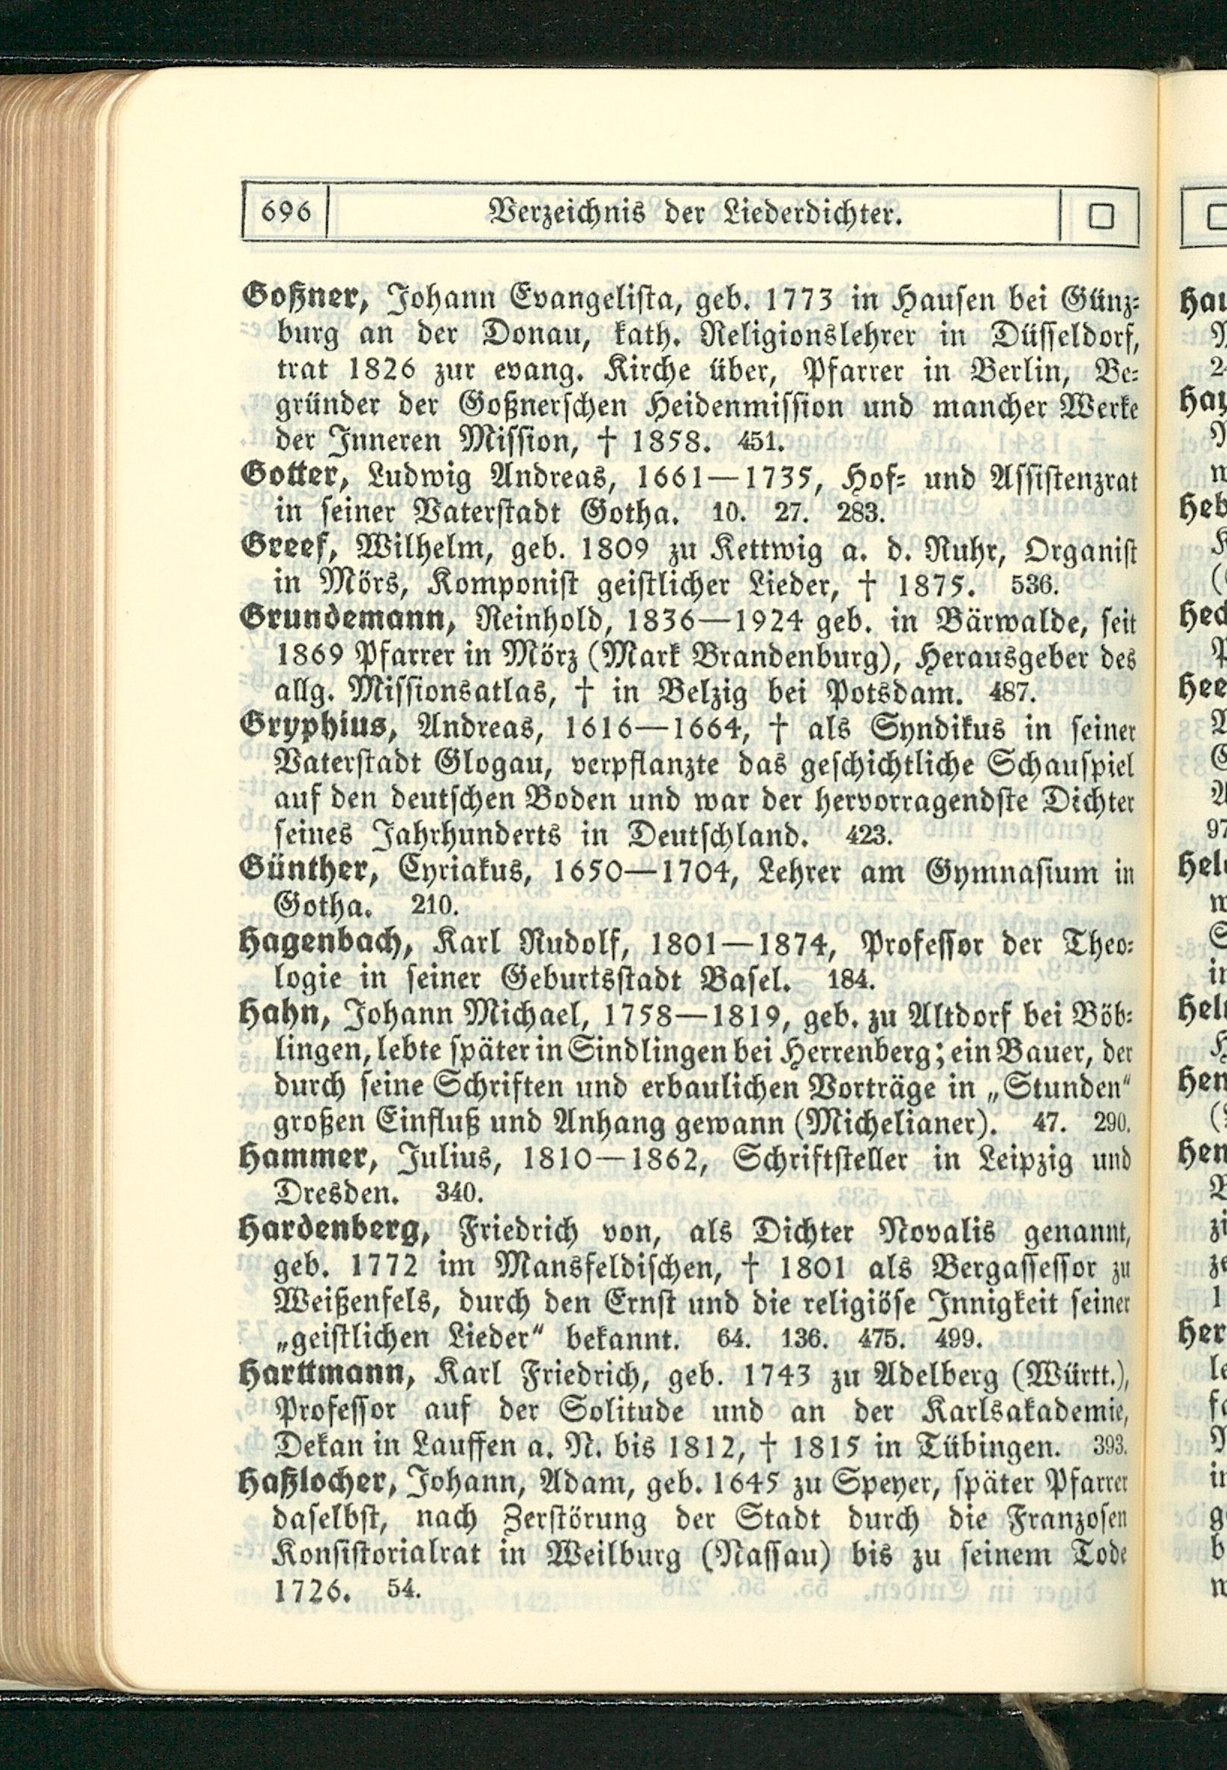 696 Verzeichnis der Liederdichter.
Goßner, Johann Evangelista, geb. 1773 in Hausen bei Günz-
burg an der Donau, kath. Religionslehrer in Düsseldorf,
trat 1826 zur evang. Kirche über, Pfarrer in Berlin, Be-
gründer der Goßnerschen Heidenmission und mancher Werke
der Inneren Mission, † 1858. 451.
Gotter, Ludwig Andreas, 1661—1735, Hof- und Assistenzrat
in seiner Vaterstadt Gotha. 10. 27. 283.
Greef, Wilhelm, geb. 1809 zu Kettwig a. d. Ruhr, Organist
in Mörs, Komponist geistlicher Lieder, † 1875. 536.
Grundemann, Reinhold, 1836—1924 geb. in Bärwalde, seit
1869 Pfarrer in Mörz (Mark Brandenburg), Herausgeber des
allg. Missionsatlas, † in Belzig bei Potsdam. 487.
Gryphius, Andreas, 1616—1664, † als Syndikus in seiner
Vaterstadt Glogau, verpflanzte das geschichtliche Schauspiel
auf den deutschen Boden und war der hervorragendste Dichter
seines Jahrhunderts in Deutschland. 423.
Günther, Cyriakus, 1650—1704, Lehrer am Gymnasium in
Gotha. 210.
Hagenbach, Karl Rudolf, 1801—1874, Professor der Theo-
logie in seiner Geburtsstadt Basel. 184.
Hahn, Johann Michael, 1758—1819, geb. zu Altdorf bei Böb-
lingen, lebte später in Sindlingen bei Herrenberg; ein Bauer, der
durch seine Schriften und erbaulichen Vorträge in „Stunden“
großen Einfluß und Anhang gewann (Michelianer). 47. 290.
Hammer, Julius, 1810—1862, Schriftsteller in Leipzig und
Dresden. 340.
Hardenberg, Friedrich von, als Dichter Novalis genannt,
geb. 1772 im Mansfeldischen, † 1801 als Bergassessor zu
Weißenfels, durch den Ernst und die religiöse Innigkeit seiner
„geistlichen Lieder“ bekannt. 64. 136. 475. 499.
Harttmann, Karl Friedrich, geb. 1743 zu Adelberg (Württ.),
Professor auf der Solitude und an der Karlsakademie,
Dekan in Lauffen a. N. bis 1812, † 1815 in Tübingen. 393.
Haßlocher, Johann, Adam, geb. 1645 zu Speyer, später Pfarrer
daselbst, nach Zerstörung der Stadt durch die Franzosen
Konsistorialrat in Weilburg (Nassau) bis zu seinem Tode
1726. 54.